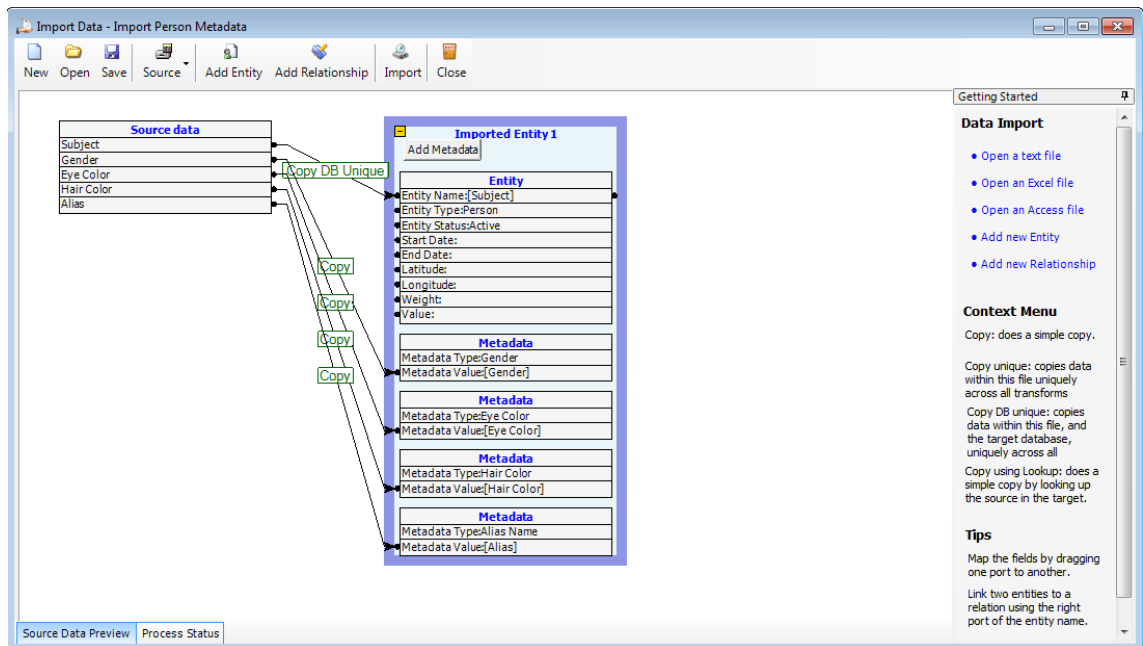 Import Data - Import Person Metadata
New Open Save Source Add Entity Add Relationship Import Close
Source data
Subject
Gender
Eye Color
Hair Color
Alias
Copy DB Unique
Copy
Copy
Copy
Copy
Imported Entity 1
Add Metadata
Entity
Entity Name:[Subject]
Entity Type:Person
Entity Status:Active
Start Date:
End Date:
Latitude:
Longitude:
Weight:
Value:
Metadata
Metadata Type:Gender
Metadata Value:[Gender]
Metadata
Metadata Type:Eye Color
Metadata Value:[Eye Color]
Metadata
Metadata Type:Hair Color
Metadata Value:[Hair Color]
Metadata
Metadata Type:Alias Name
Metadata Value:[Alias]
Getting Started
Data Import
• Open a text file
• Open an Excel file
• Open an Access file
• Add new Entity
• Add new Relationship
Context Menu
Copy: does a simple copy.
Copy unique: copies data
within this file uniquely
across all transforms
Copy DB unique: copies
data within this file, and
the target database,
uniquely across all
Copy using Lookup: does a
simple copy by looking up
the source in the target.
Tips
Map the fields by dragging
one port to another.
Link two entities to a
relation using the right
port of the entity name.
Source Data Preview Process Status